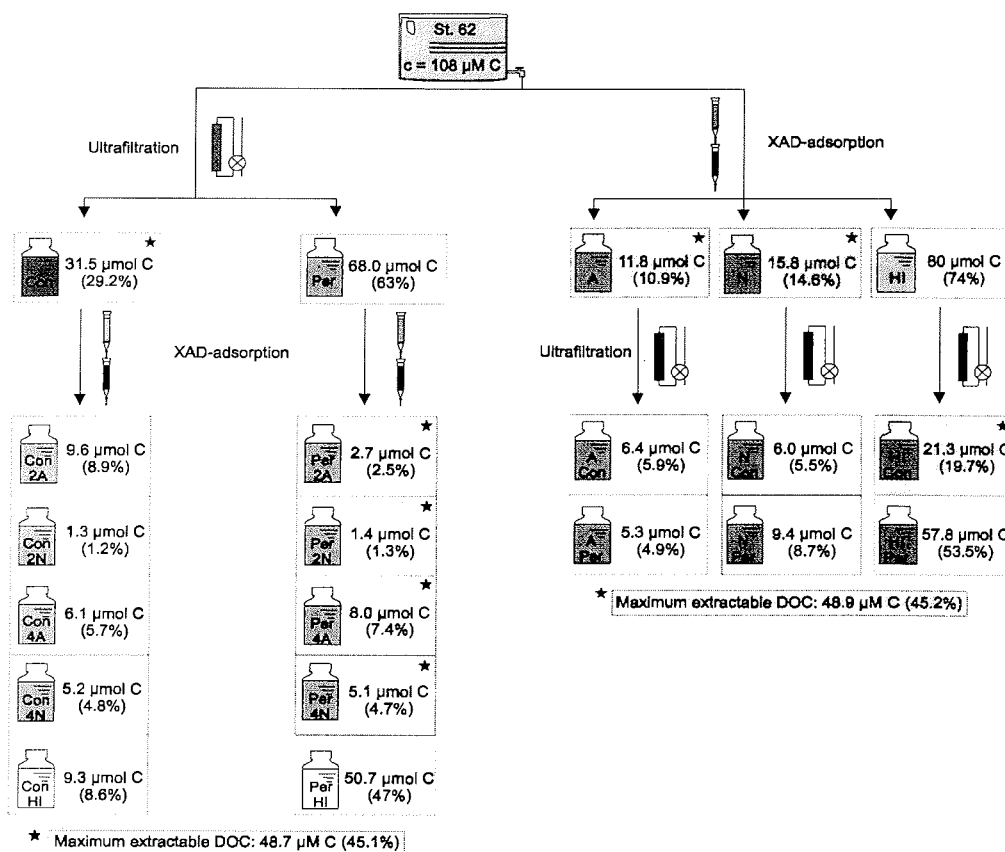 St. 62
c = 108 µM C
Ultrafiltration
XAD-adsorption
Con
31.5 µmol C
(29.2%)
Per
68.0 µmol C
(63%)
A
11.8 µmol C
(10.9%)
N
15.8 µmol C
(14.6%)
HI
80 µmol C
(74%)
XAD-adsorption
Ultrafiltration
Con
2A
9.6 µmol C
(8.9%)
Per
2A
2.7 µmol C
(2.5%)
A
Con
6.4 µmol C
(5.9%)
N
Con
6.0 µmol C
(5.5%)
HI
Con
21.3 µmol C
(19.7%)
Con
2N
1.3 µmol C
(1.2%)
Per
2N
1.4 µmol C
(1.3%)
A
Per
5.3 µmol C
(4.9%)
N
Per
9.4 µmol C
(8.7%)
HI
Per
57.8 µmol C
(53.5%)
Con
4A
6.1 µmol C
(5.7%)
Per
4A
8.0 µmol C
(7.4%)
★ Maximum extractable DOC: 48.9 µM C (45.2%)
Con
4N
5.2 µmol C
(4.8%)
Per
4N
5.1 µmol C
(4.7%)
Con
HI
9.3 µmol C
(8.6%)
Per
HI
50.7 µmol C
(47%)
★ Maximum extractable DOC: 48.7 µM C (45.1%)